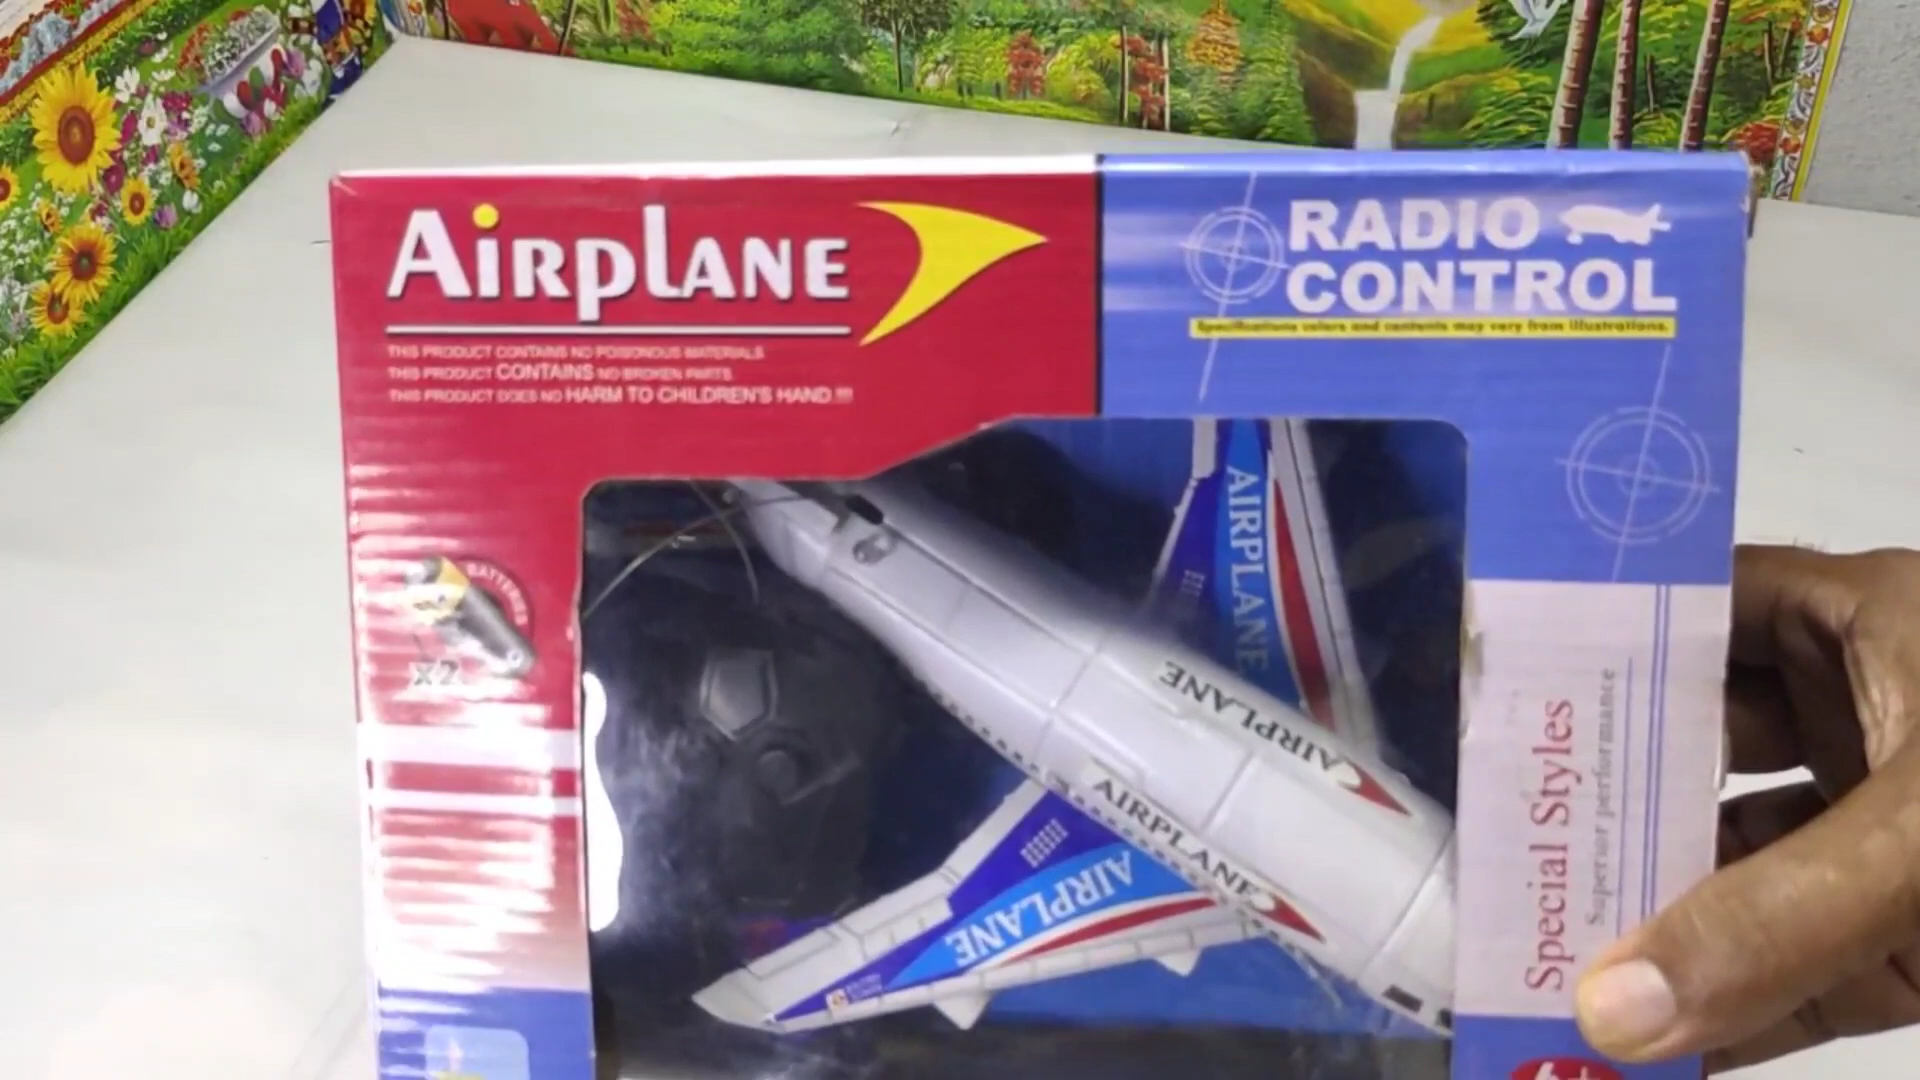 Airplane
RADIO
CONTROL
Specifications colors and contents may vary from illustrations.
THIS PRODUCT CONTAINS NO POISONOUS MATERIALS
THIS PRODUCT CONTAINS NO BROKEN PARTS
THIS PRODUCT DOES NO HARM TO CHILDREN'S HAND !!!!
BATTERIES
X2
AIRPLANE
AIRPLANE
AIRPLANE
AIRPLANE
Special Styles
Superior performance